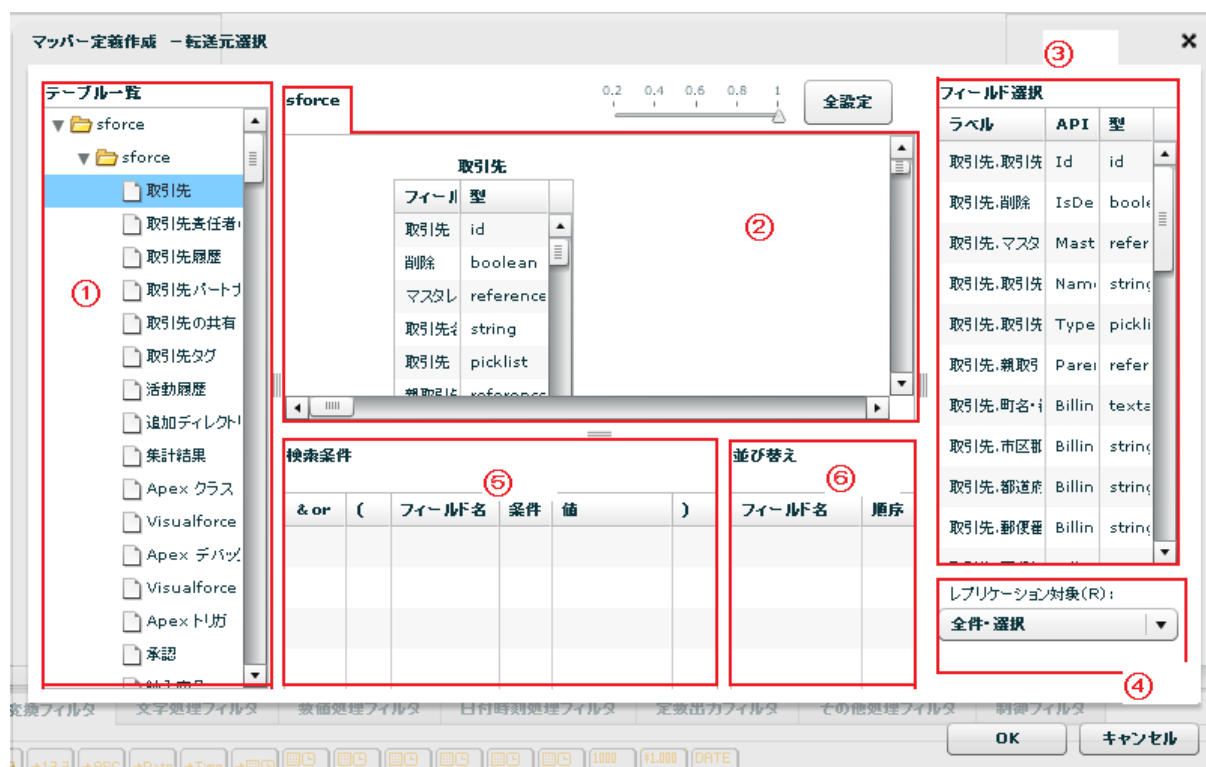 マッパー定義作成 －転送元選択
①
テーブル一覧
sforce
sforce
取引先
取引先責任者
取引先履歴
取引先パートナ
取引先の共有
取引先タグ
活動履歴
追加ディレクトリ
集計結果
Apex クラス
Visualforce
Apex デバッグ
Visualforce
Apex トリガ
承認
sforce
0.2 0.4 0.6 0.8 1
全設定
②
取引先
フィール 型
取引先 id
削除 boolean
マスタレ reference
取引先名 string
取引先 picklist
親取引先 reference
③
フィールド選択
ラベル API 型
取引先.取引先 Id id
取引先.削除 IsDe boole
取引先.マスタ Mast refer
取引先.取引先 Nam string
取引先.取引先 Type pickli
取引先.親取引 Paren refer
取引先.町名・ Billin texta
取引先.市区郡 Billin string
取引先.都道府 Billin string
取引先.郵便番 Billin string
④
レプリケーション対象(R):
全件・選択
⑤
検索条件
& or ( フィールド名 条件 値 )
⑥
並び替え
フィールド名 順序
変換フィルタ 文字処理フィルタ 数値処理フィルタ 日付時刻処理フィルタ 定数出力フィルタ その他処理フィルタ 制御フィルタ
OK キャンセル
1000 ¥1,000 DATE